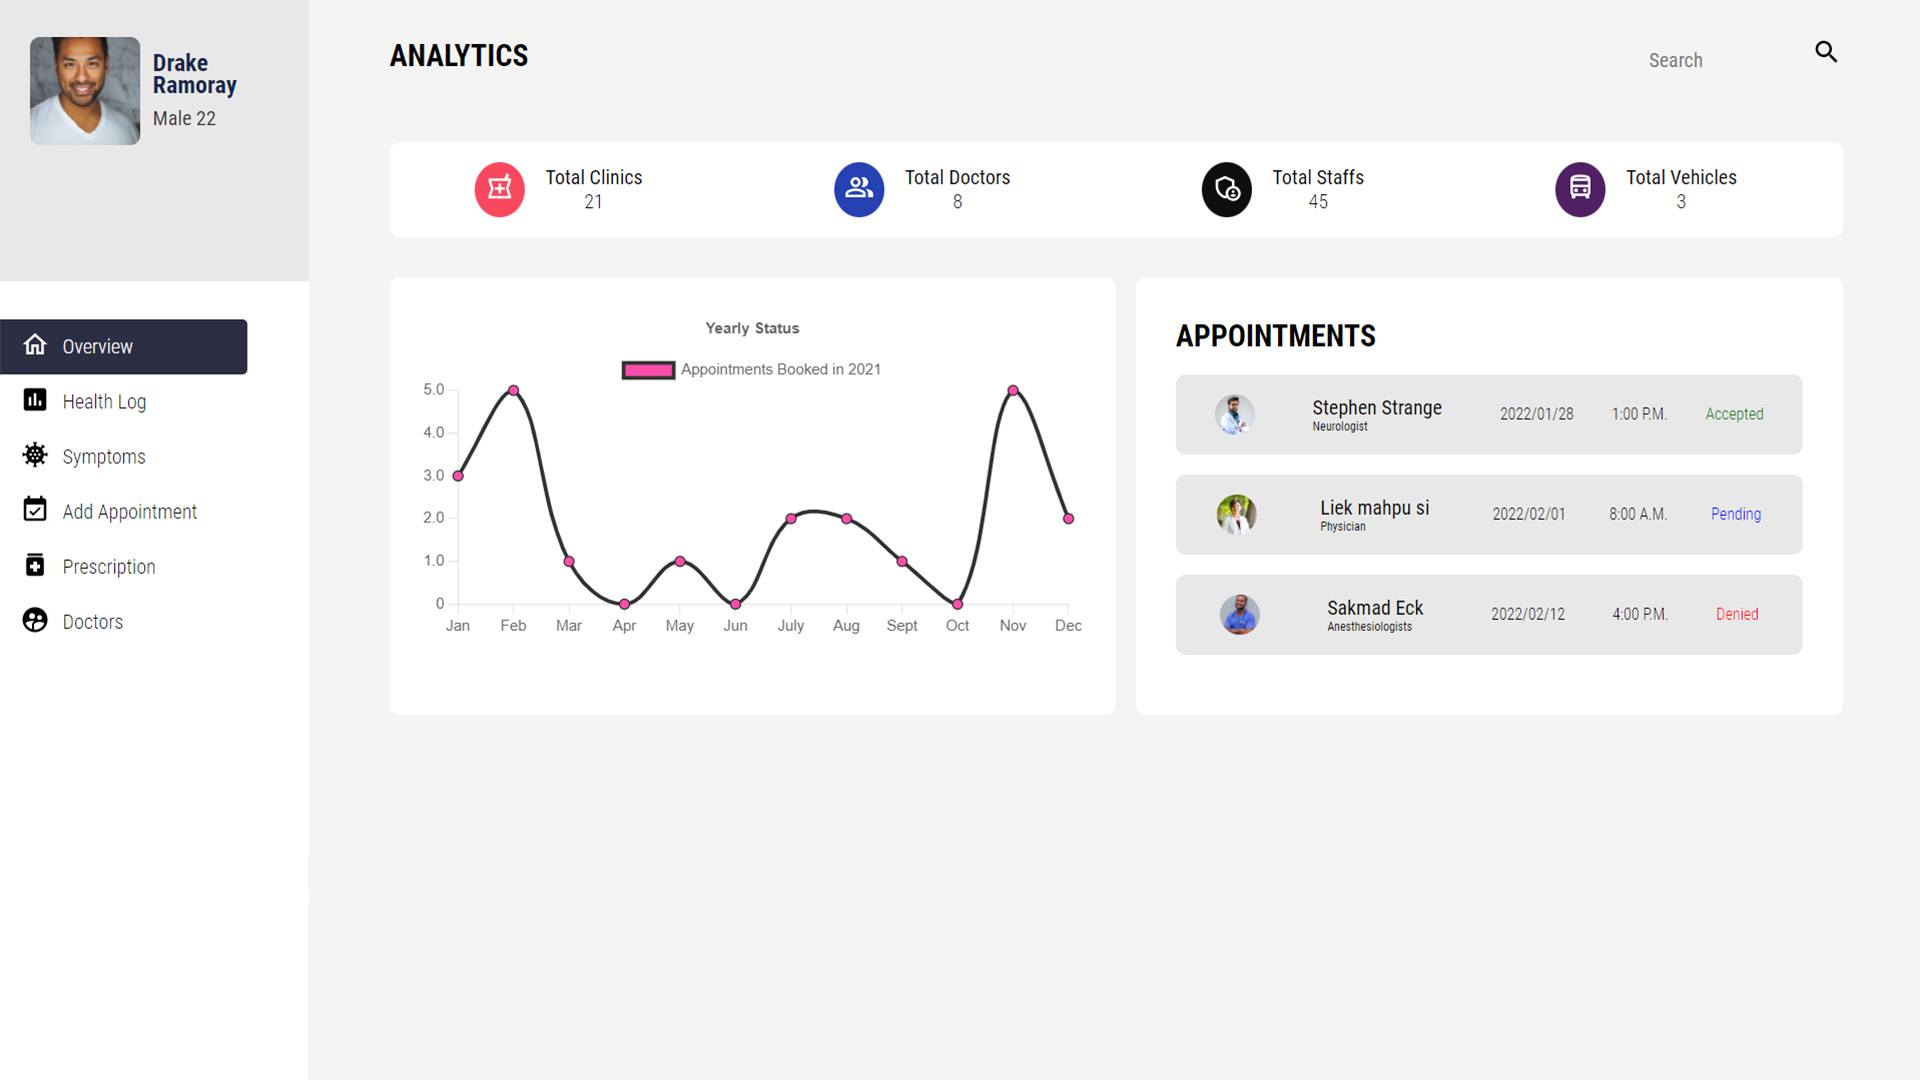 Drake
Ramoray
Male 22
Overview
Health Log
Symptoms
Add Appointment
Prescription
Doctors
ANALYTICS
Search
Total Clinics
21
Total Doctors
8
Total Staffs
45
Total Vehicles
3
Yearly Status
Appointments Booked in 2021
5.0
4.0
3.0
2.0
1.0
0
Jan Feb Mar Apr May Jun July Aug Sept Oct Nov Dec
APPOINTMENTS
Stephen Strange
Neurologist
2022/01/28 1:00 P.M. Accepted
Liek mahpu si
Physician
2022/02/01 8:00 A.M. Pending
Sakmad Eck
Anesthesiologists
2022/02/12 4:00 P.M. Denied